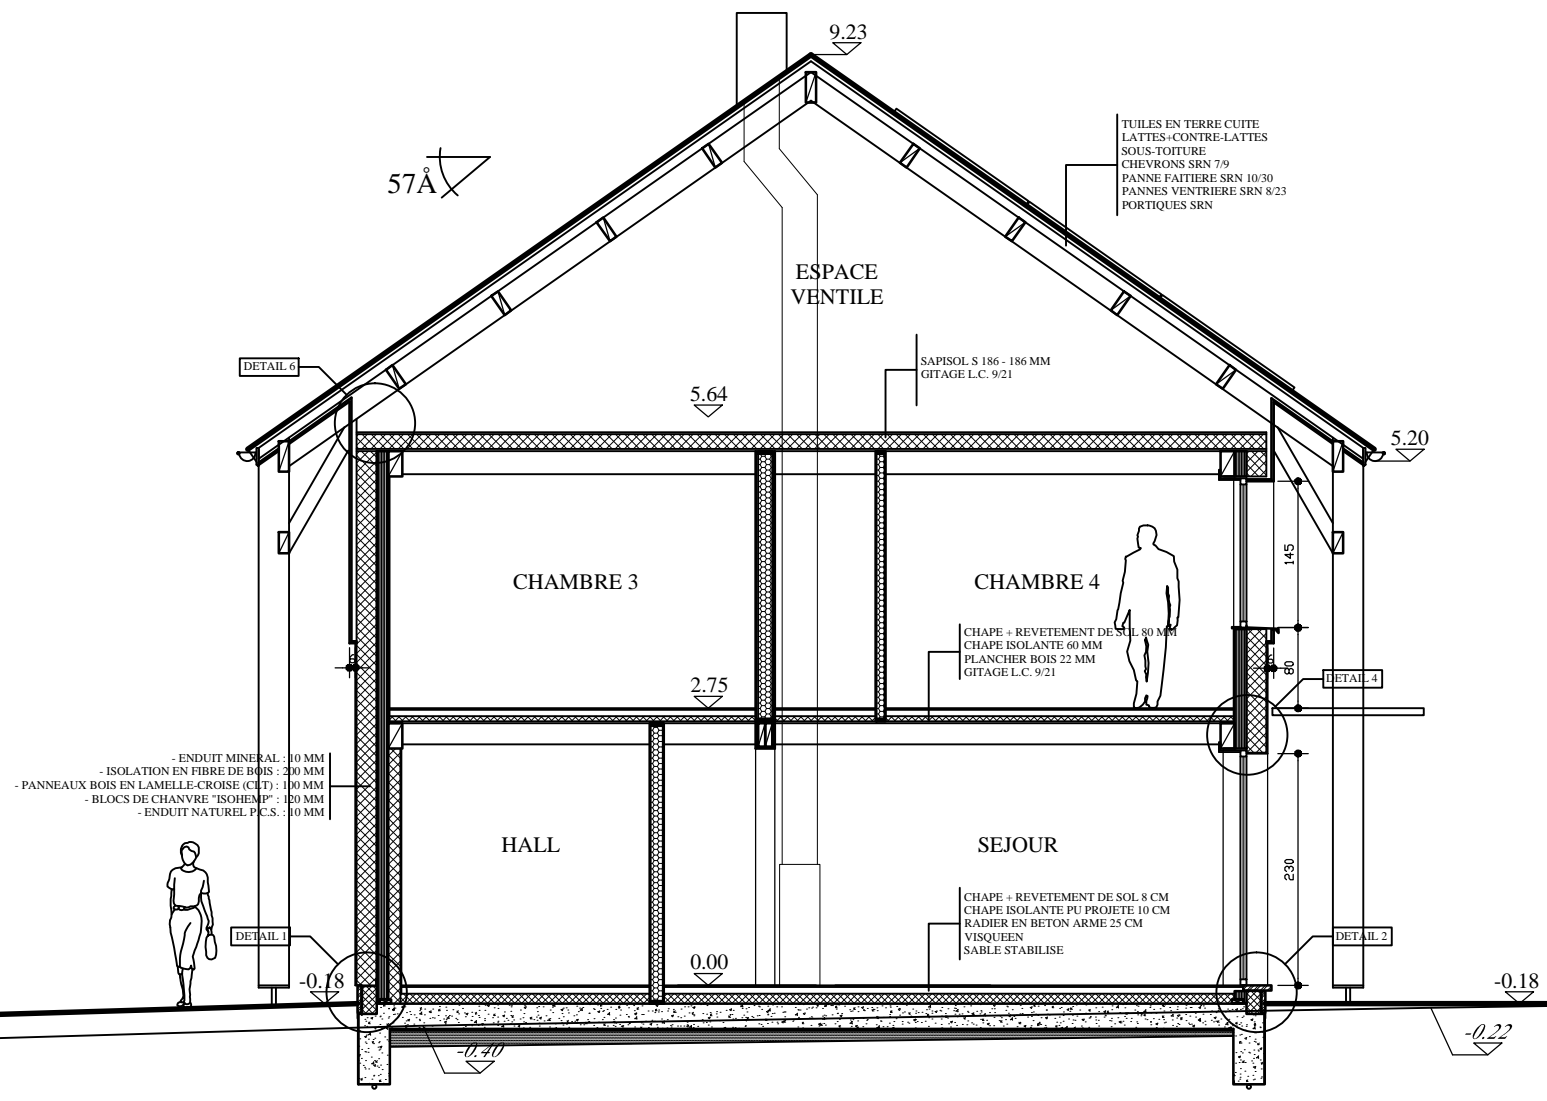 9.23
TUILES EN TERRE CUITE
LATTES+CONTRE-LATTES
SOUS-TOITURE
CHEVRONS SRN 7/9
PANNE FAITIERE SRN 10/30
PANNES VENTRIERE SRN 8/23
PORTIQUES SRN
57Å
ESPACE
VENTILE
DETAIL 6
SAPISOL S 186 - 186 MM
GITAGE L.C. 9/21
5.64
5.20
145
CHAMBRE 3
CHAMBRE 4
CHAPE + REVETEMENT DE SOL 80 MM
CHAPE ISOLANTE 60 MM
PLANCHER BOIS 22 MM
GITAGE L.C. 9/21
80
DETAIL 4
2.75
- ENDUIT MINERAL : 10 MM
- ISOLATION EN FIBRE DE BOIS : 200 MM
- PANNEAUX BOIS EN LAMELLE-CROISE (CLT) : 100 MM
- BLOCS DE CHANVRE "ISOHEMP" : 120 MM
- ENDUIT NATUREL P.C.S. : 10 MM
HALL
SEJOUR
230
CHAPE + REVETEMENT DE SOL 8 CM
CHAPE ISOLANTE PU PROJETE 10 CM
RADIER EN BETON ARME 25 CM
VISQUEEN
SABLE STABILISE
DETAIL 1
DETAIL 2
0.00
-0.18
-0.18
-0.40
-0.22